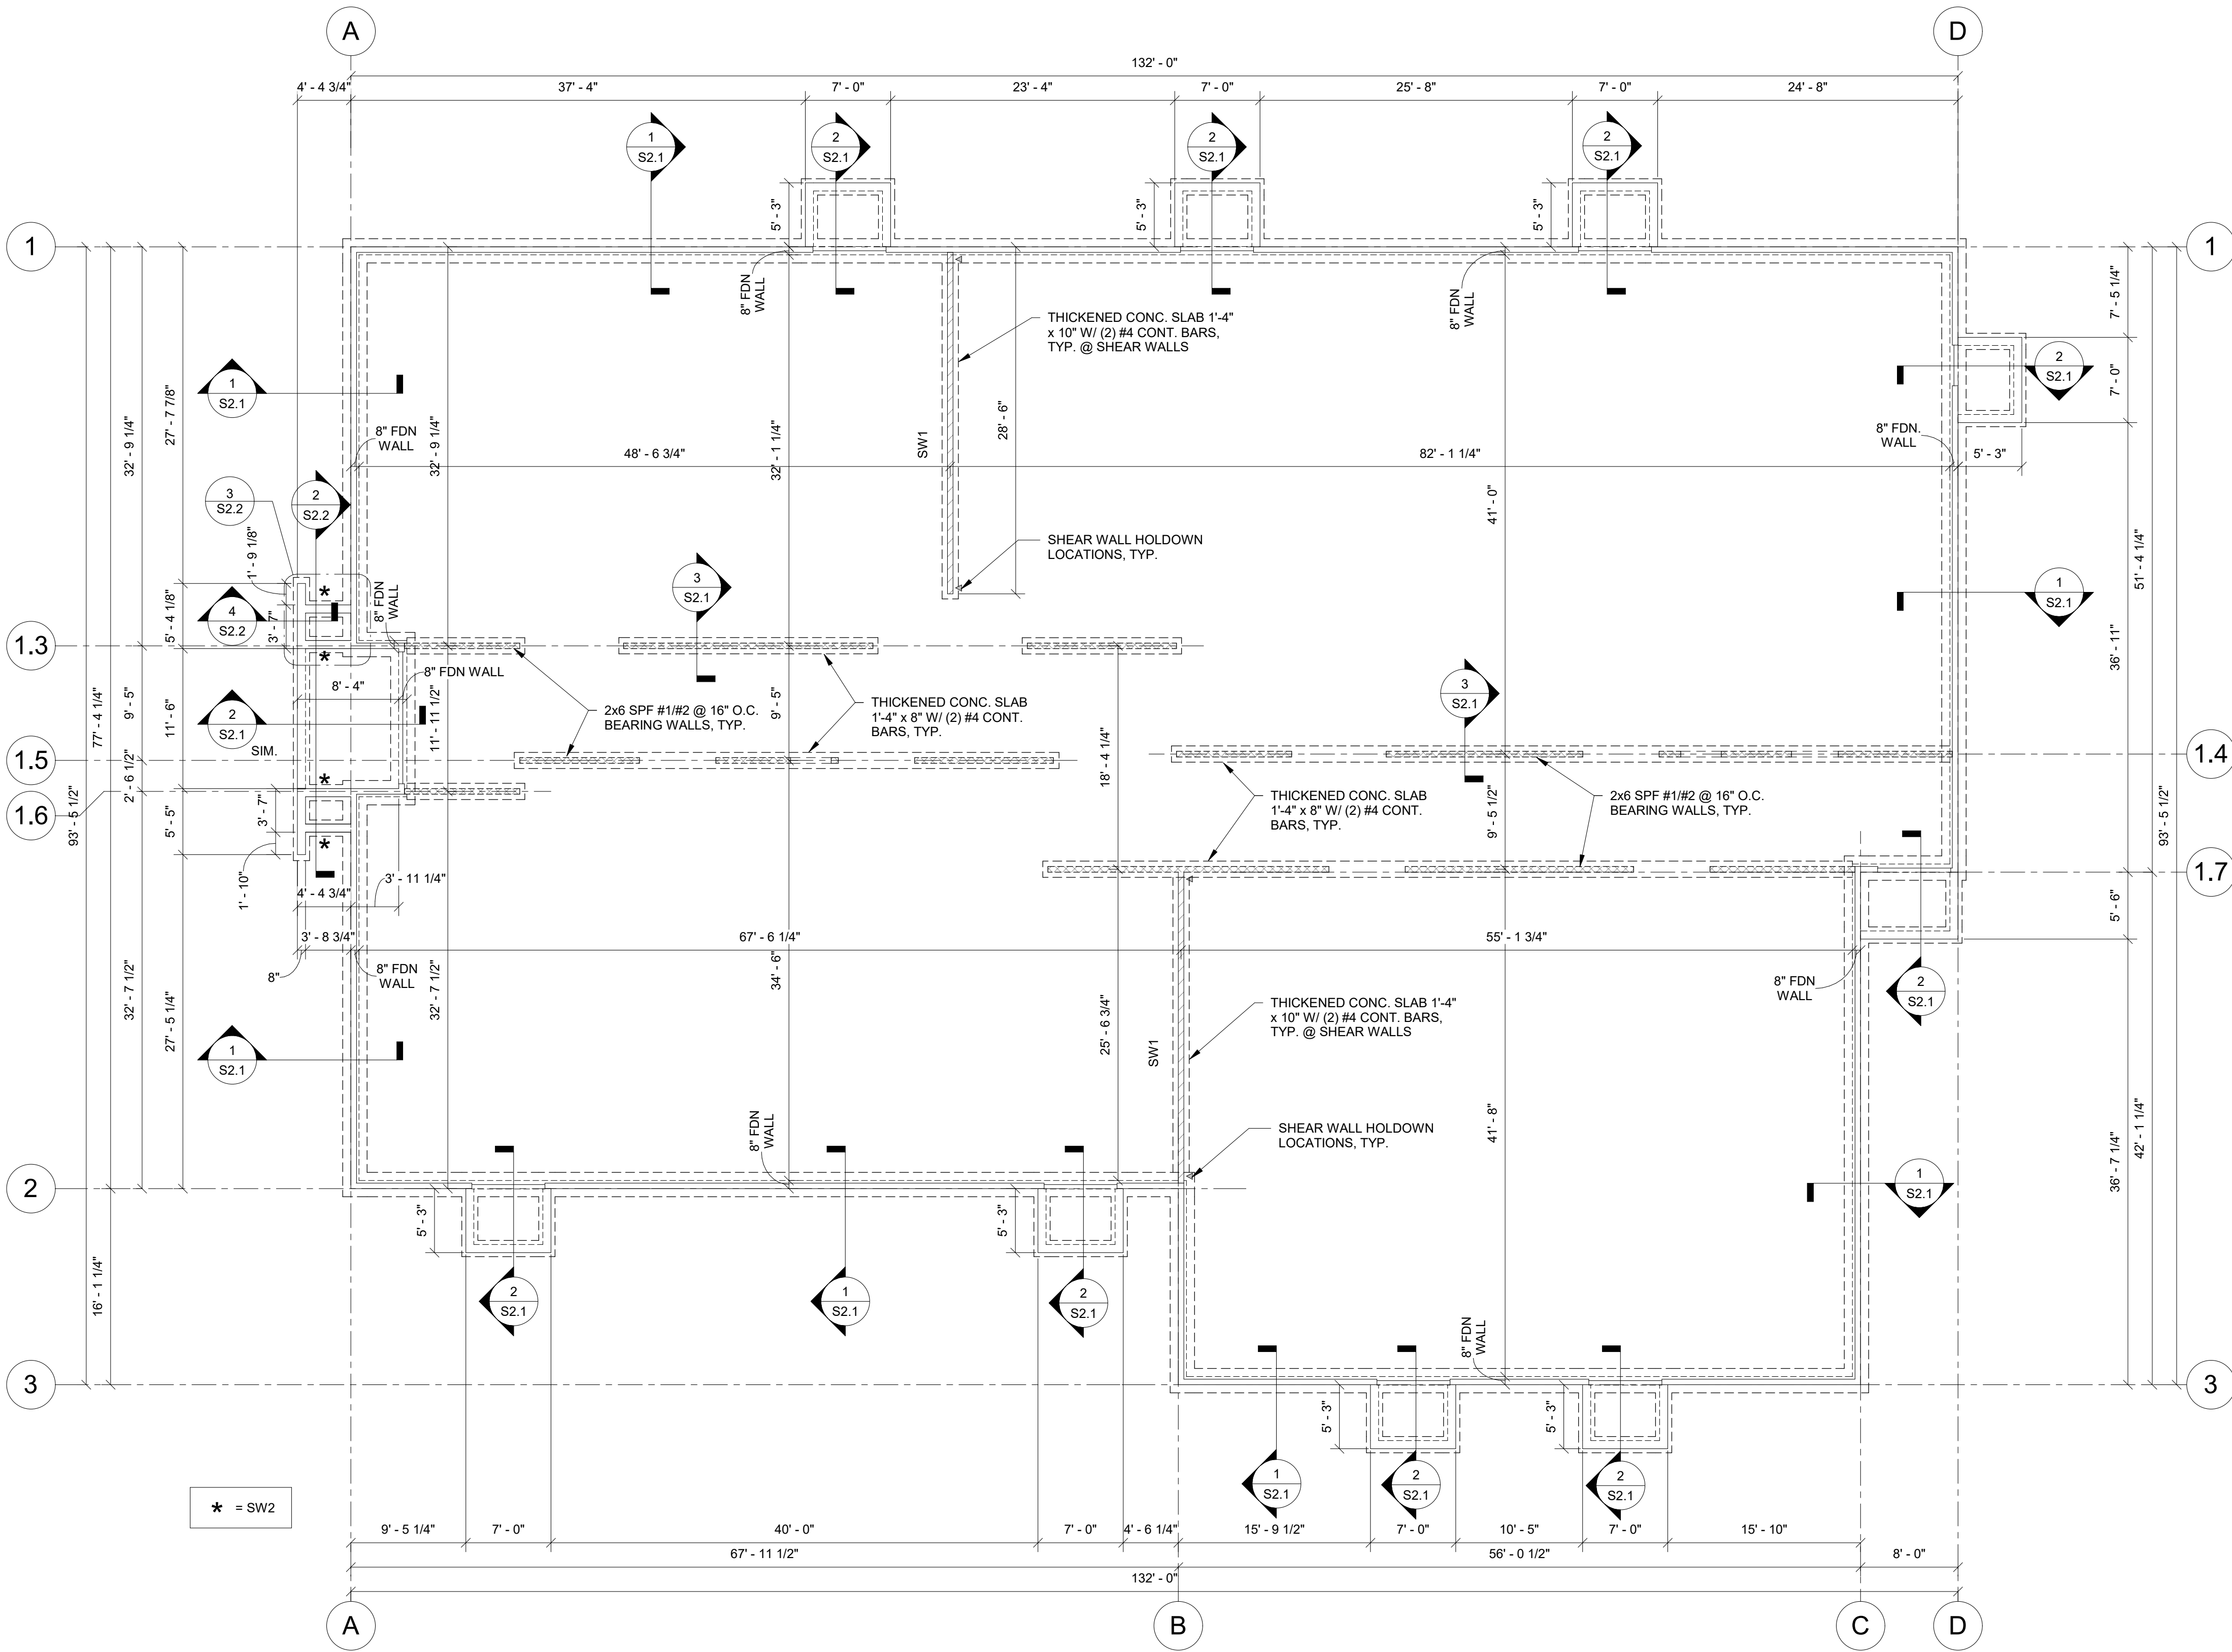 A
D
132' - 0"
4' - 4 3/4"
37' - 4"
7' - 0"
23' - 4"
7' - 0"
25' - 8"
7' - 0"
24' - 8"
1
S2.1
2
S2.1
2
S2.1
2
S2.1
5' - 3"
5' - 3"
5' - 3"
1
1
8" FDN
WALL
8" FDN
WALL
7' - 5 1/4"
THICKENED CONC. SLAB 1'-4"
x 10" W/ (2) #4 CONT. BARS,
TYP. @ SHEAR WALLS
1
S2.1
2
S2.1
7' - 0"
27' - 7 7/8"
32' - 9 1/4"
8" FDN
WALL
32' - 9 1/4"
SW1
28' - 6"
32' - 1 1/4"
8" FDN.
WALL
48' - 6 3/4"
82' - 1 1/4"
5' - 3"
3
S2.2
2
S2.2
41' - 0"
1' - 9 1/8"
SHEAR WALL HOLDOWN
LOCATIONS, TYP.
51' - 4 1/4"
3
S2.1
1
S2.1
*
8" FDN
WALL
4
S2.2
5' - 4 1/8"
3' - 7"
1.3
*
36' - 11"
8" FDN WALL
8' - 4"
3
S2.1
77' - 4 1/4"
9' - 5"
11' - 6"
2
S2.1
SIM.
11' - 11 1/2"
2x6 SPF #1/#2 @ 16" O.C.
BEARING WALLS, TYP.
9' - 5"
THICKENED CONC. SLAB
1'-4" x 8" W/ (2) #4 CONT.
BARS, TYP.
1.5
1.4
18' - 4 1/4"
*
2' - 6 1/2"
1.6
93' - 5 1/2"
5' - 5"
3' - 7"
THICKENED CONC. SLAB
1'-4" x 8" W/ (2) #4 CONT.
BARS, TYP.
9' - 5 1/2"
2x6 SPF #1/#2 @ 16" O.C.
BEARING WALLS, TYP.
93' - 5 1/2"
*
1.7
1' - 10"
4' - 4 3/4"
3' - 11 1/4"
5' - 6"
3' - 8 3/4"
67' - 6 1/4"
55' - 1 3/4"
34' - 6"
8"
8" FDN
WALL
8" FDN
WALL
2
S2.1
32' - 7 1/2"
27' - 5 1/4"
32' - 7 1/2"
25' - 6 3/4"
THICKENED CONC. SLAB 1'-4"
x 10" W/ (2) #4 CONT. BARS,
TYP. @ SHEAR WALLS
1
S2.1
SW1
8" FDN
WALL
SHEAR WALL HOLDOWN
LOCATIONS, TYP.
41' - 8"
36' - 7 1/4"
42' - 1 1/4"
2
1
S2.1
5' - 3"
5' - 3"
16' - 1 1/4"
2
S2.1
1
S2.1
2
S2.1
8" FDN
WALL
3
3
5' - 3"
5' - 3"
1
S2.1
2
S2.1
2
S2.1
* = SW2
9' - 5 1/4"
7' - 0"
40' - 0"
7' - 0"
4' - 6 1/4"
15' - 9 1/2"
7' - 0"
10' - 5"
7' - 0"
15' - 10"
67' - 11 1/2"
56' - 0 1/2"
8' - 0"
132' - 0"
A
B
C
D